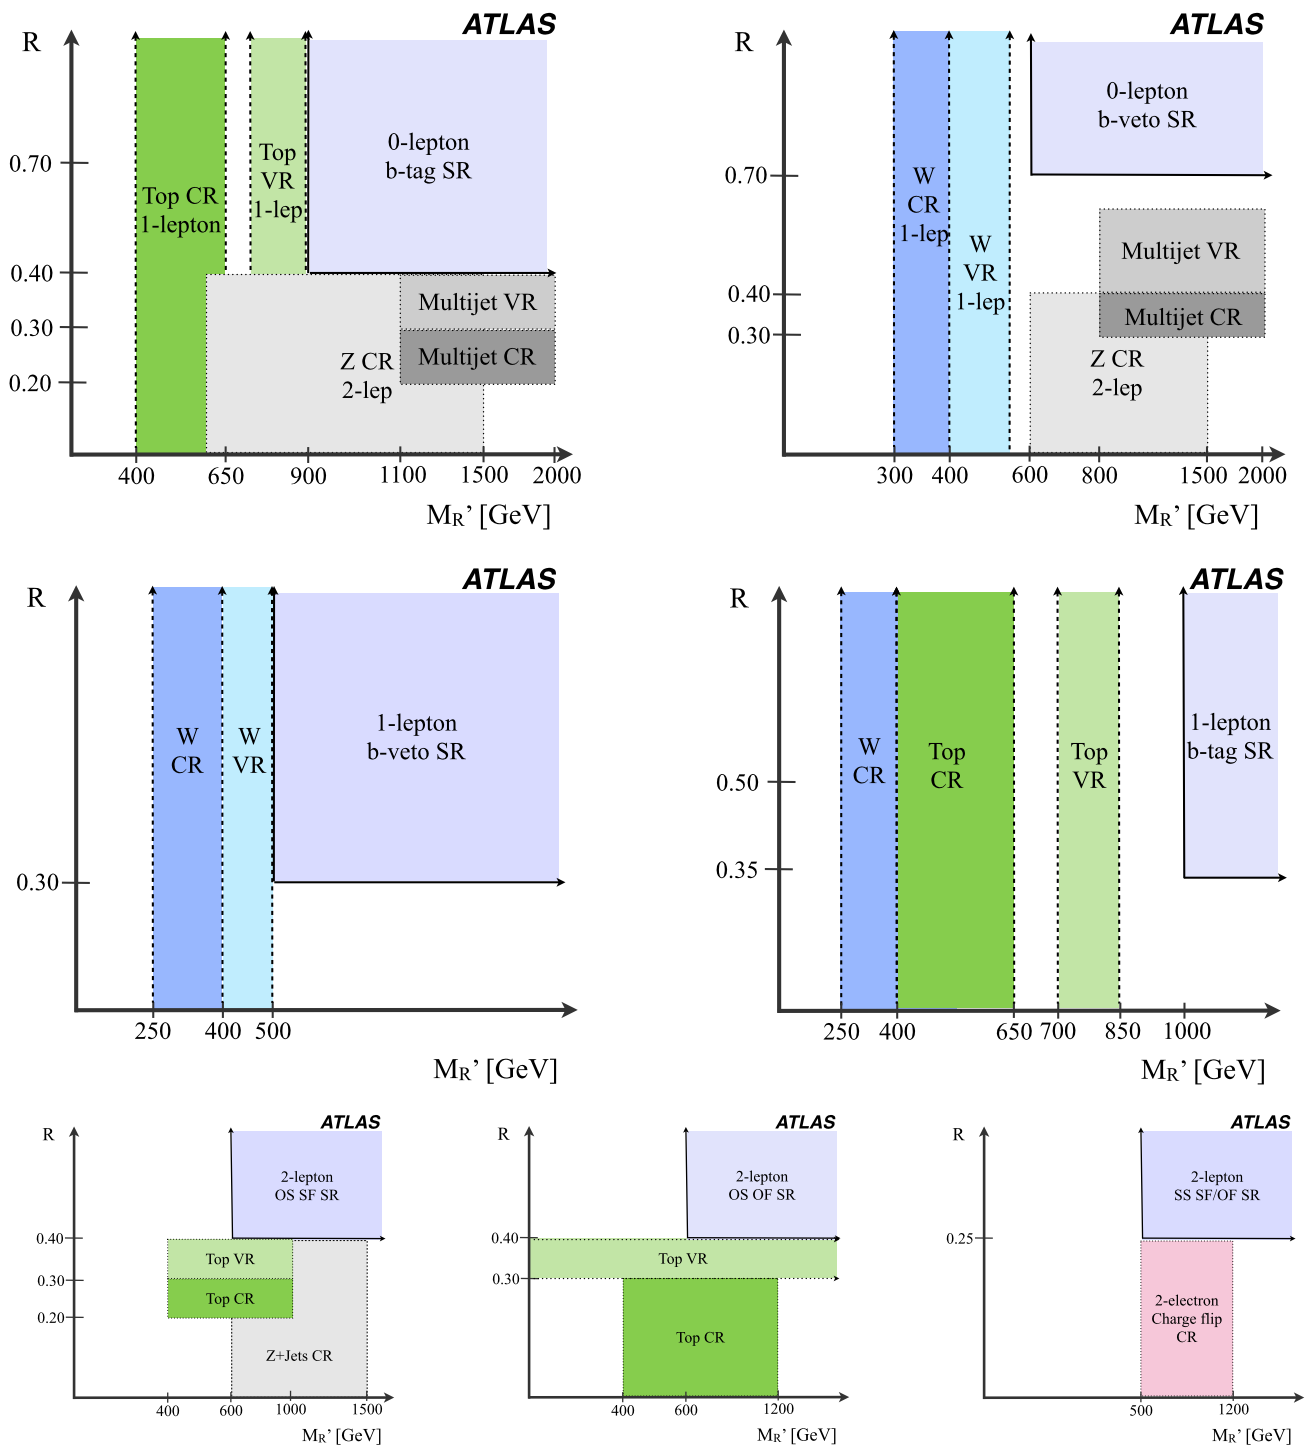 ATLAS
R
0.70
0.40
0.30
0.20
Top CR
1-lepton
Top
VR
1-lep
0-lepton
b-tag SR
Multijet VR
Multijet CR
Z CR
2-lep
400 650 900 1100 1500 2000
MR’ [GeV]
ATLAS
R
0.70
0.40
0.30
W
CR
1-lep
W
VR
1-lep
0-lepton
b-veto SR
Multijet VR
Multijet CR
Z CR
2-lep
300 400 600 800 1500 2000
MR’ [GeV]
ATLAS
R
0.30
W
CR
W
VR
1-lepton
b-veto SR
250 400 500
MR’ [GeV]
ATLAS
R
0.50
0.35
W
CR
Top
CR
Top
VR
1-lepton
b-tag SR
250 400 650 700 850 1000
MR’ [GeV]
ATLAS
R
0.40
0.30
0.20
2-lepton
OS SF SR
Top VR
Top CR
Z+Jets CR
400 600 1000 1500
MR’ [GeV]
ATLAS
R
0.40
0.30
2-lepton
OS OF SR
Top VR
Top CR
400 600 1200
MR’ [GeV]
ATLAS
R
0.25
2-lepton
SS SF/OF SR
2-electron
Charge flip
CR
500 1200
MR’ [GeV]